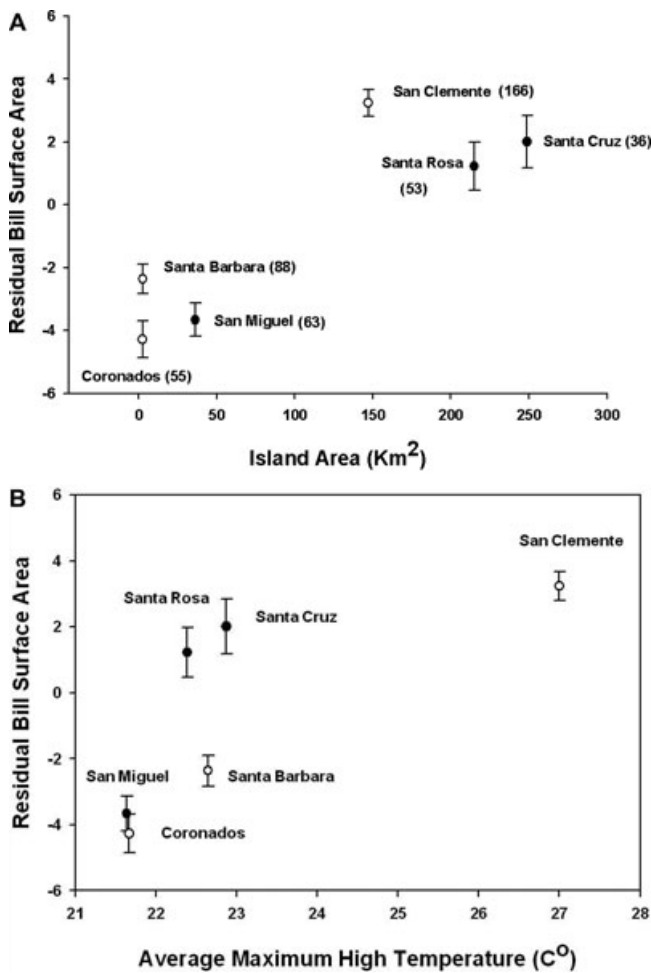 A
6
4
2
0
-2
-4
-6
Residual Bill Surface Area
San Clemente (166)
Santa Cruz (36)
Santa Rosa
(53)
Santa Barbara (88)
San Miguel (63)
Coronados (55)
0 50 100 150 200 250 300
Island Area (Km²)
B
6
4
2
0
-2
-4
-6
Residual Bill Surface Area
San Clemente
Santa Rosa
Santa Cruz
San Miguel
Santa Barbara
Coronados
21 22 23 24 25 26 27 28
Average Maximum High Temperature (C⁰)